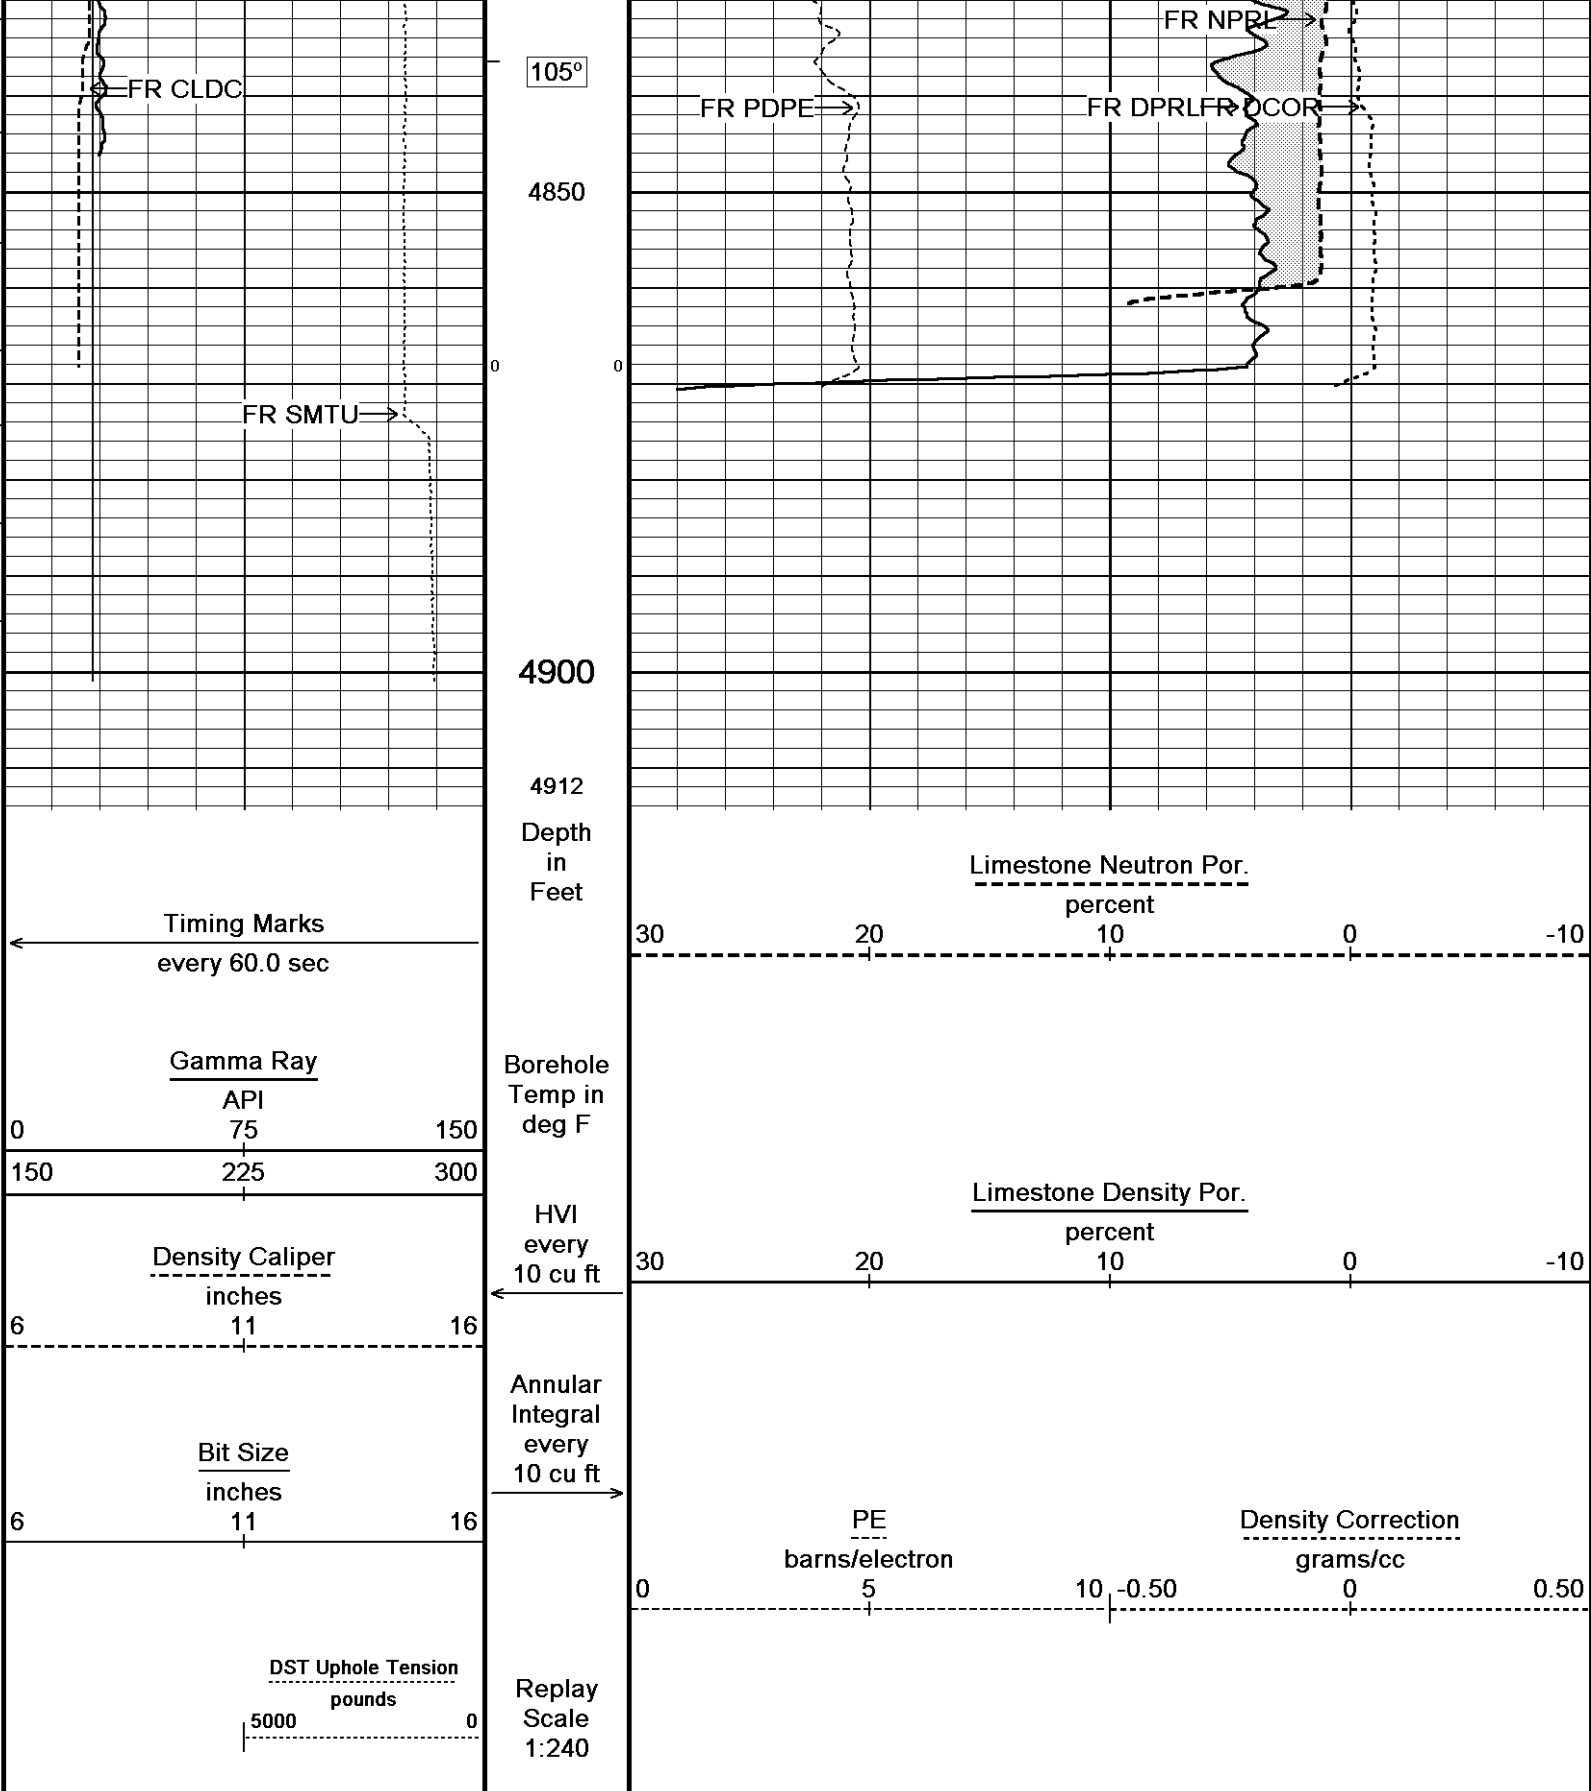 FR NPRL
105°
FR CLDC
FR PDPE
FR DPRL
FR DCOR
4850
0
0
FR SMTU
4900
4912
Depth
in
Feet
Timing Marks
every 60.0 sec
Gamma Ray
API
0 75 150
150 225 300
Density Caliper
inches
6 11 16
Bit Size
inches
6 11 16
DST Uphole Tension
pounds
5000 0
Borehole
Temp in
deg F
HVI
every
10 cu ft
Annular
Integral
every
10 cu ft
Replay
Scale
1:240
Limestone Neutron Por.
percent
30 20 10 0 -10
Limestone Density Por.
percent
30 20 10 0 -10
PE
barns/electron
0 5 10
Density Correction
grams/cc
-0.50 0 0.50